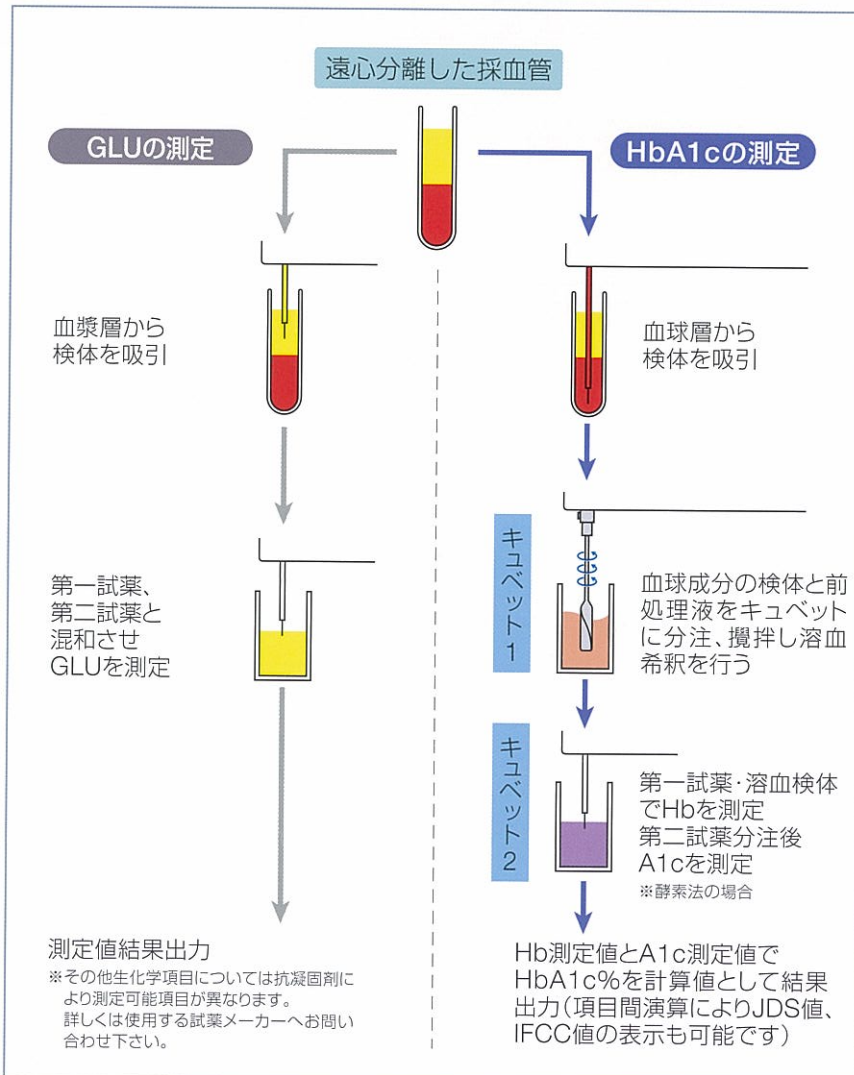 遠心分離した採血管
GLUの測定
血漿層から
検体を吸引
第一試薬、
第二試薬と
混和させ
GLUを測定
測定値結果出力
※その他生化学項目については抗凝固剤に
より測定可能項目が異なります。
詳しくは使用する試薬メーカーへお問い
合わせ下さい。
HbA1cの測定
血球層から
検体を吸引
キュベット1
血球成分の検体と前
処理液をキュベット
に分注、攪拌し溶血
希釈を行う
キュベット2
第一試薬・溶血検体
でHbを測定
第二試薬分注後
A1cを測定
※酵素法の場合
Hb測定値とA1c測定値で
HbA1c%を計算値として結果
出力(項目間演算によりJDS値、
IFCC値の表示も可能です)